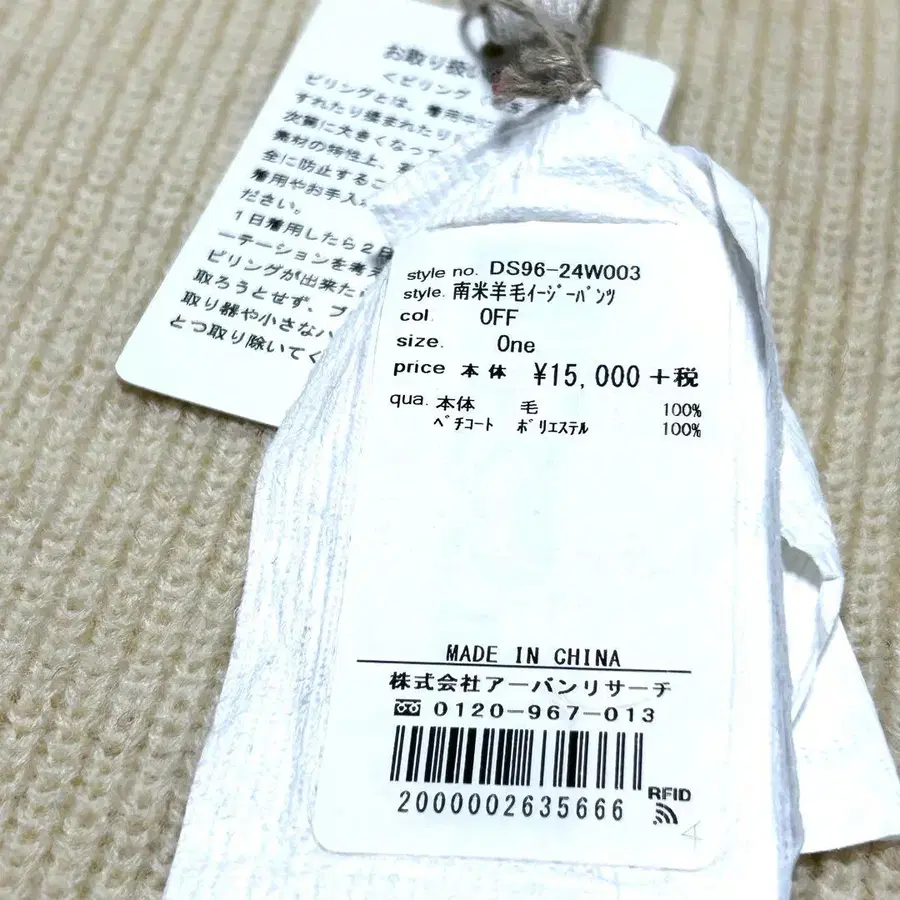 お取り扱い
<ピリング
ピリングとは、着用中
すれたり揉まれたり
次第に大きくなって
素材の特性上、
全に防止するこ
着用やお手入
ださい。
1日着用したら2日
ーテーションを考え
ピリングが出来た
取ろうとせず、ブ
取り器や小さなハ
とつ取り除いてく
style no. DS96-24W003
style. 南米羊毛ｲｰｼﾞｰﾊﾟﾝﾂ
col. OFF
size. One
price 本体 ¥15,000 +税
qua. 本体 毛 100%
ﾍﾟﾁｺｰﾄ ﾎﾟﾘｴｽﾃﾙ 100%
MADE IN CHINA
株式会社アーバンリサーチ
0120-967-013
2000002635666
RFID
4